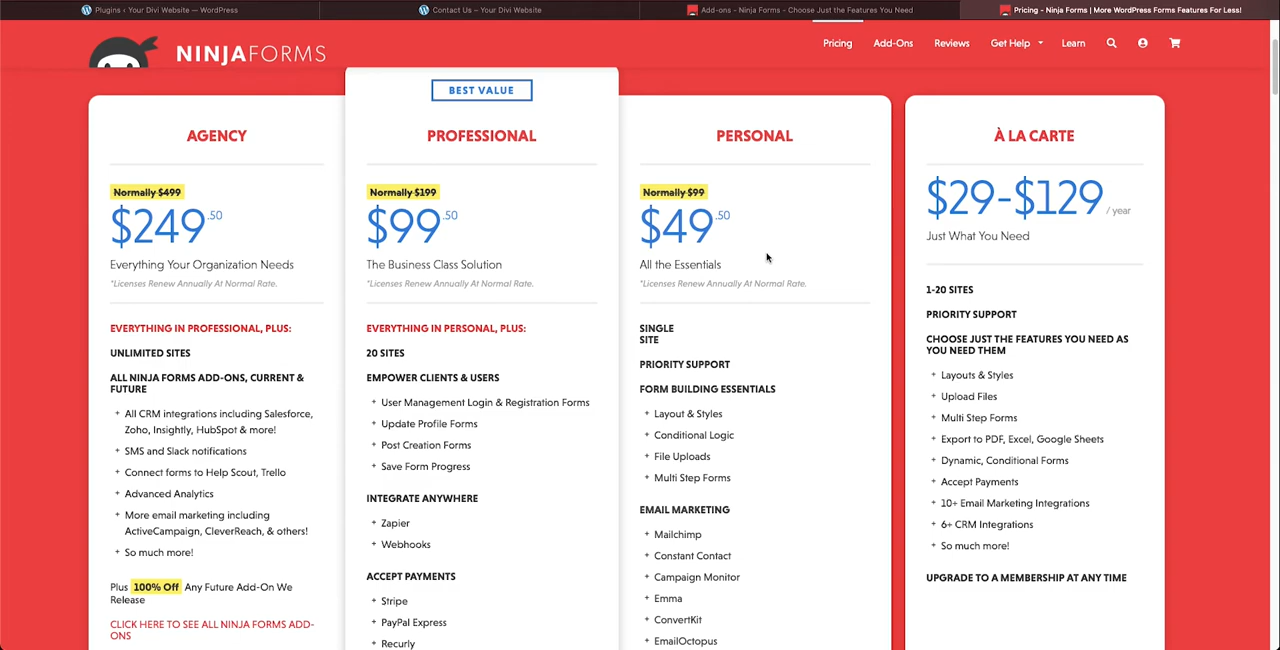 Plugins ‹ Your Divi Website — WordPress
Contact Us – Your Divi Website
Add-ons - Ninja Forms - Choose Just the Features You Need
Pricing - Ninja Forms | More WordPress Forms Features For Less!
NINJAFORMS
Pricing
Add-Ons
Reviews
Get Help
Learn
AGENCY
Normally $499
$249.50
Everything Your Organization Needs
*Licenses Renew Annually At Normal Rate.
EVERYTHING IN PROFESSIONAL, PLUS:
UNLIMITED SITES
ALL NINJA FORMS ADD-ONS, CURRENT &
FUTURE
+ All CRM integrations including Salesforce,
Zoho, Insightly, HubSpot & more!
+ SMS and Slack notifications
+ Connect forms to Help Scout, Trello
+ Advanced Analytics
+ More email marketing including
ActiveCampaign, CleverReach, & others!
+ So much more!
Plus 100% Off Any Future Add-On We
Release
CLICK HERE TO SEE ALL NINJA FORMS ADD-
ONS
BEST VALUE
PROFESSIONAL
Normally $199
$99.50
The Business Class Solution
*Licenses Renew Annually At Normal Rate.
EVERYTHING IN PERSONAL, PLUS:
20 SITES
EMPOWER CLIENTS & USERS
+ User Management Login & Registration Forms
+ Update Profile Forms
+ Post Creation Forms
+ Save Form Progress
INTEGRATE ANYWHERE
+ Zapier
+ Webhooks
ACCEPT PAYMENTS
+ Stripe
+ PayPal Express
+ Recurly
PERSONAL
Normally $99
$49.50
All the Essentials
*Licenses Renew Annually At Normal Rate.
SINGLE
SITE
PRIORITY SUPPORT
FORM BUILDING ESSENTIALS
+ Layout & Styles
+ Conditional Logic
+ File Uploads
+ Multi Step Forms
EMAIL MARKETING
+ Mailchimp
+ Constant Contact
+ Campaign Monitor
+ Emma
+ ConvertKit
+ EmailOctopus
À LA CARTE
$29-$129 / year
Just What You Need
1-20 SITES
PRIORITY SUPPORT
CHOOSE JUST THE FEATURES YOU NEED AS
YOU NEED THEM
+ Layouts & Styles
+ Upload Files
+ Multi Step Forms
+ Export to PDF, Excel, Google Sheets
+ Dynamic, Conditional Forms
+ Accept Payments
+ 10+ Email Marketing Integrations
+ 6+ CRM Integrations
+ So much more!
UPGRADE TO A MEMBERSHIP AT ANY TIME